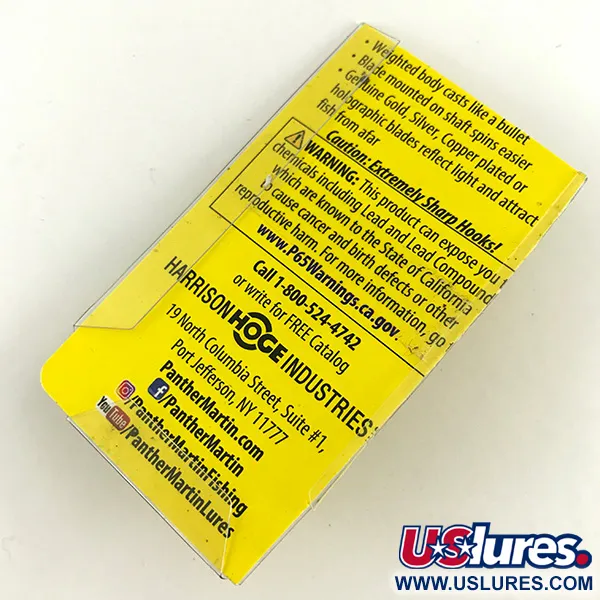 • Weighted body casts like a bullet
• Blade mounted on shaft spins easier
• Genuine Gold, Silver, Copper plated or
holographic blades reflect light and attract
fish from afar
Caution: Extremely Sharp Hooks!
WARNING: This product can expose you to
chemicals including Lead and Lead Compound
which are known to the State of California
to cause cancer and birth defects or other
reproductive harm. For more information, go
www.P65Warnings.ca.gov.
Call 1-800-524-4742
or write for FREE Catalog
HARRISON HOGE INDUSTRIES
19 North Columbia Street, Suite #1,
Port Jefferson, NY 11777
PantherMartin.com
f/PantherMartin
/PantherMartinFishing
YouTube/PantherMartinLures
USlures.
WWW.USLURES.COM